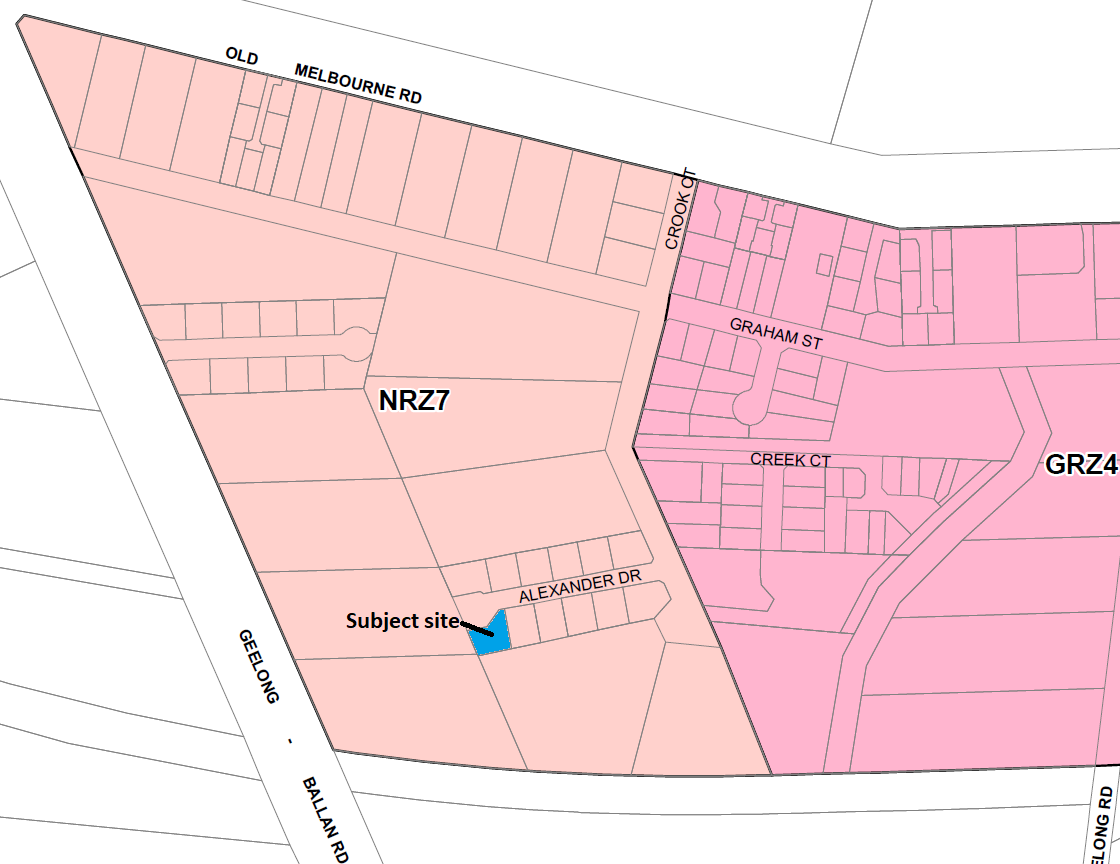 OLD MELBOURNE RD
CROOK CT
GRAHAM ST
NRZ7
CREEK CT
GRZ4
ALEXANDER DR
Subject site
GEELONG - BALLAN RD
ELONG RD